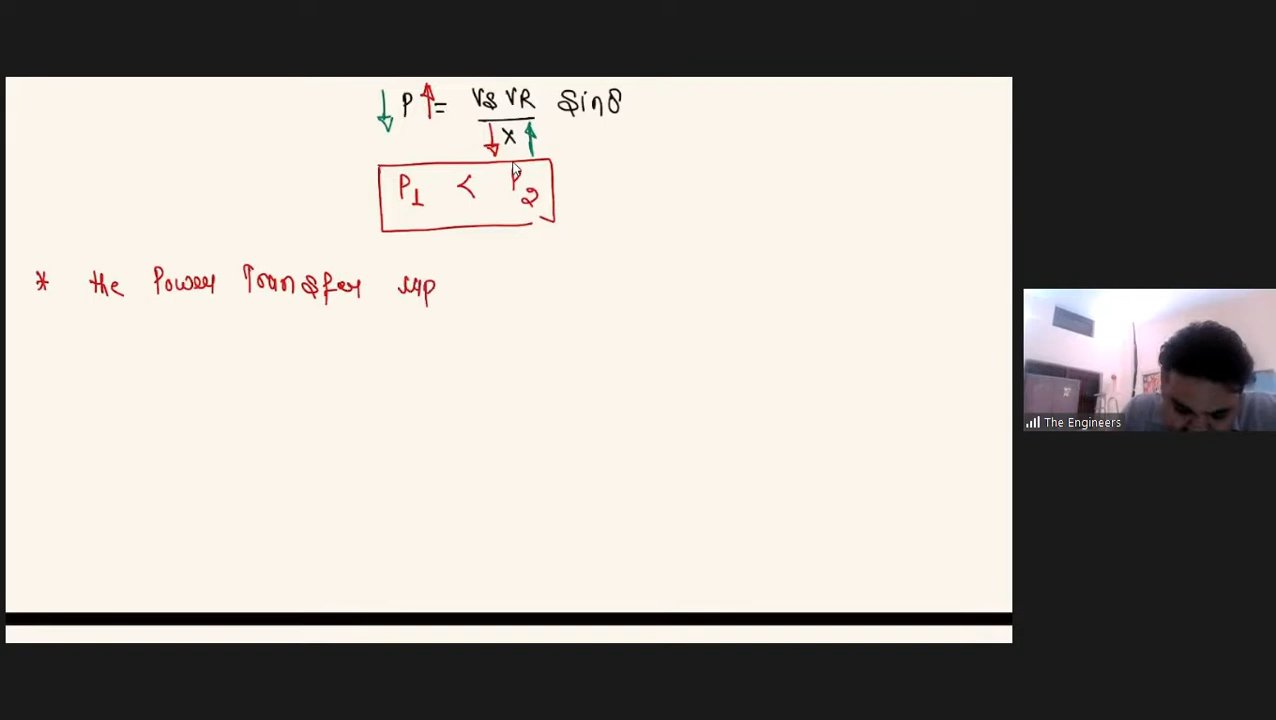 P = VS VR sinδ
X
P1 < P2
* the Power Transfer
The Engineers